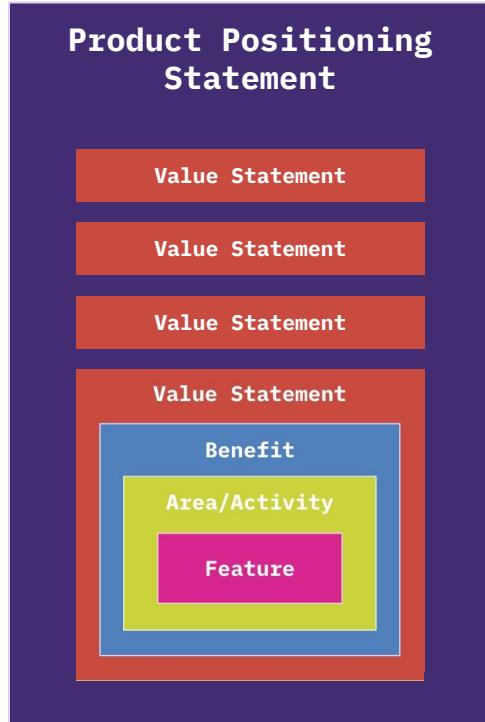 Product Positioning
Statement
Value Statement
Value Statement
Value Statement
Value Statement
Benefit
Area/Activity
Feature